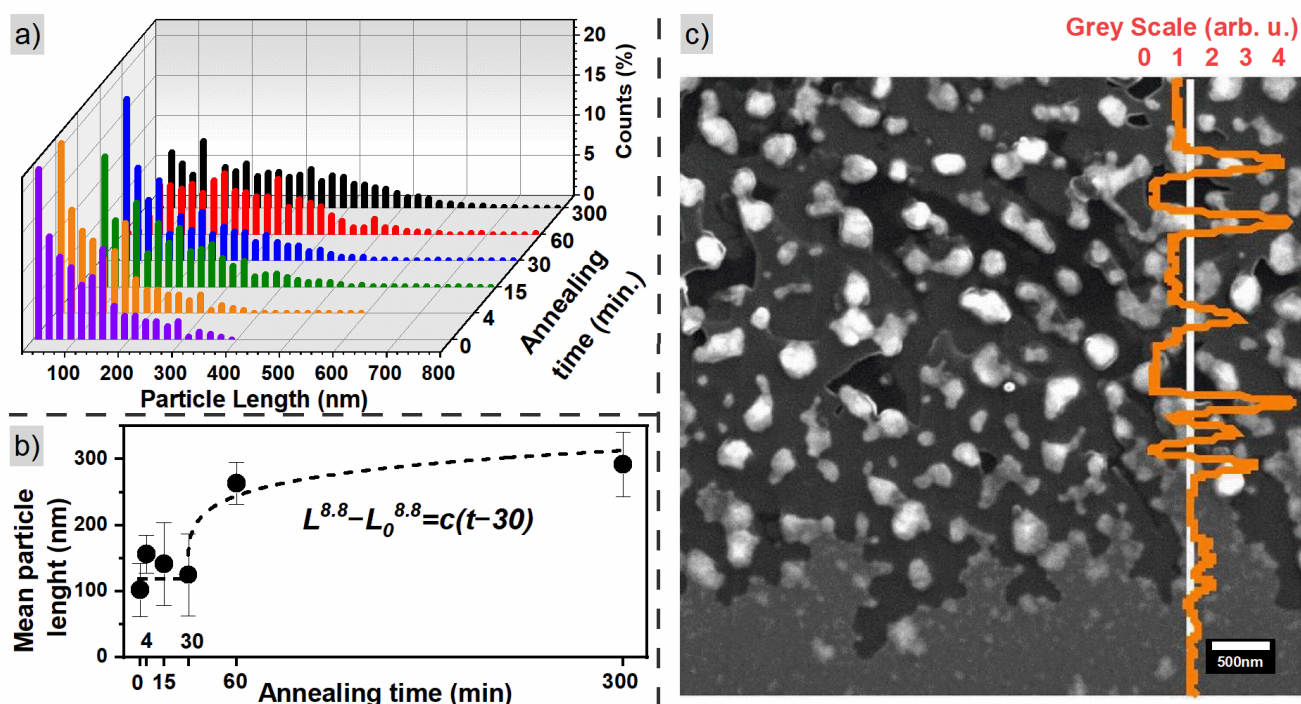 a)
20
15
10
5
0
Counts (%)
300
60
30
15
4
0
Annealing
time (min.)
100 200 300 400 500 600 700 800
Particle Length (nm)
b)
300
200
100
0
Mean particle
lenght (nm)
4 30
L^8.8−L_0^8.8=c(t−30)
0 15 60 300
Annealing time (min)
c)
Grey Scale (arb. u.)
0 1 2 3 4
500nm